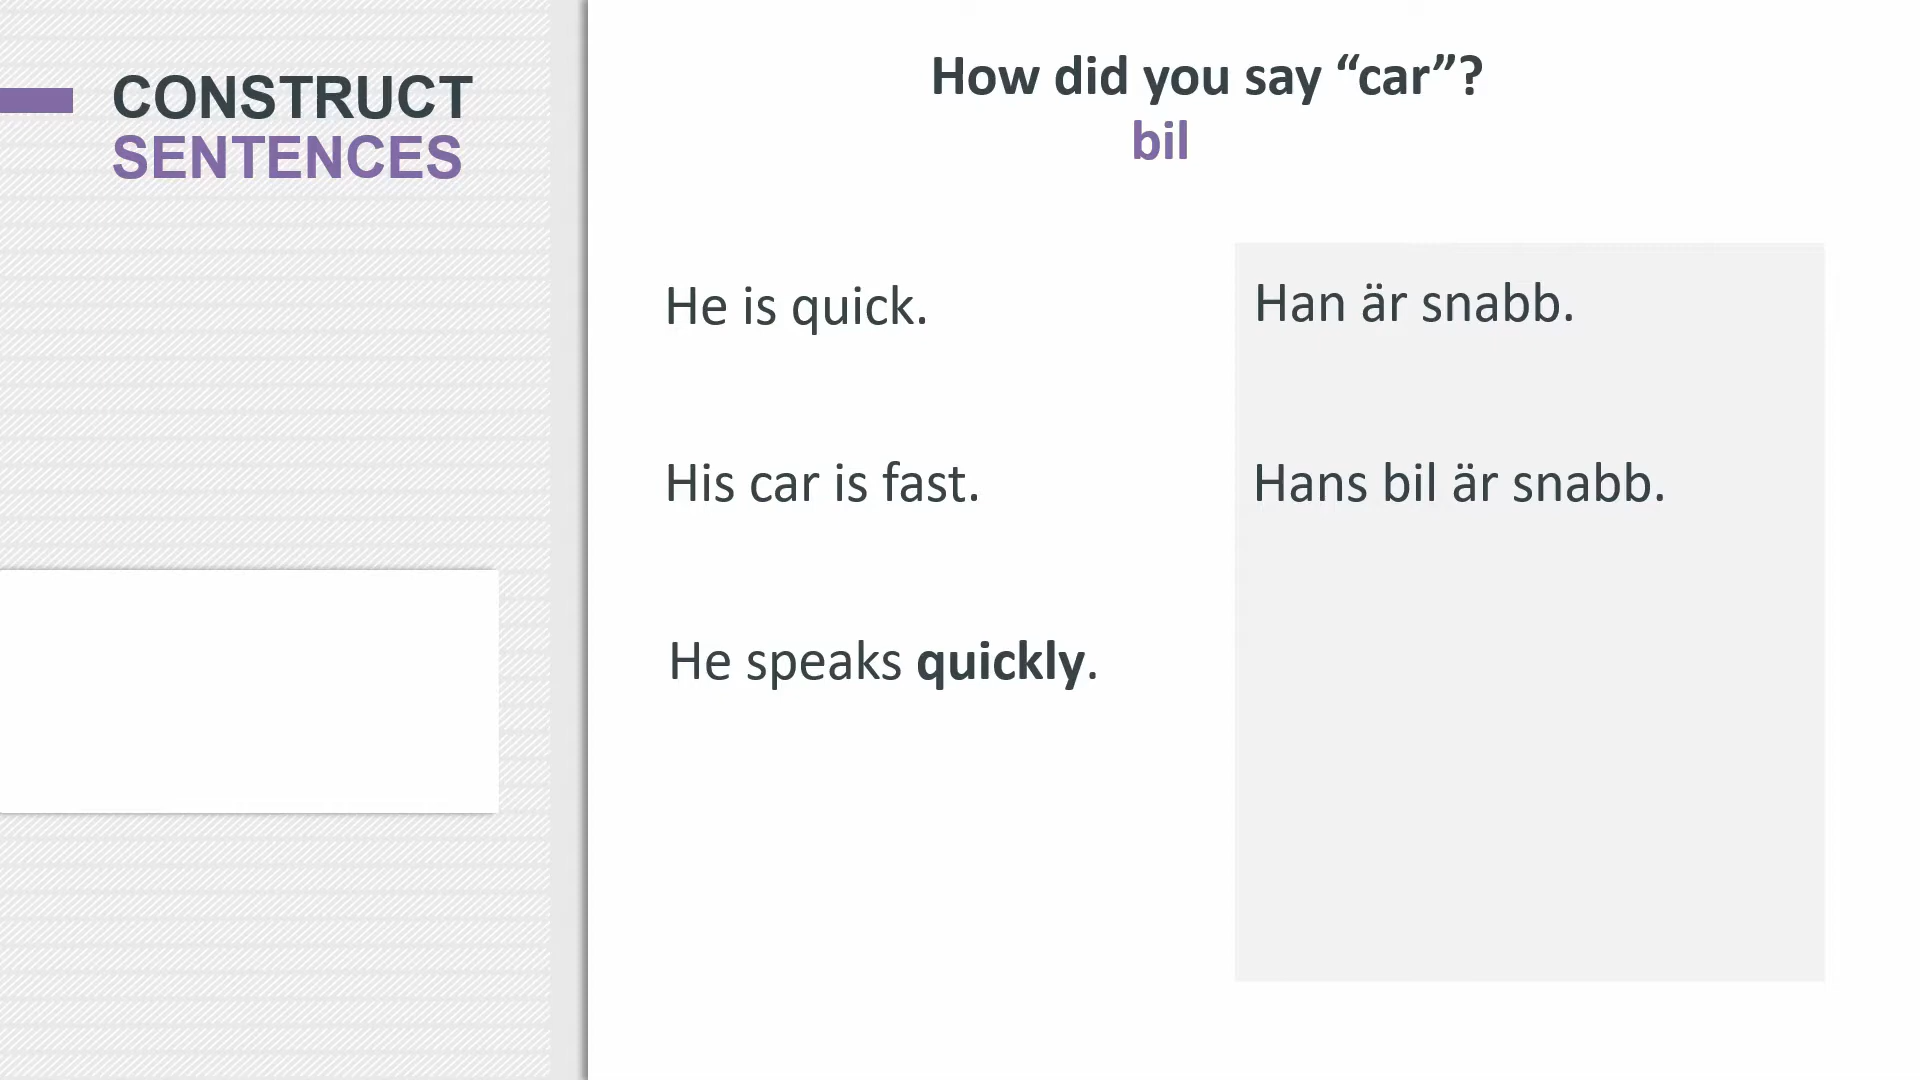 CONSTRUCT
SENTENCES
How did you say “car”?
bil
He is quick.
Han är snabb.
His car is fast.
Hans bil är snabb.
He speaks quickly.